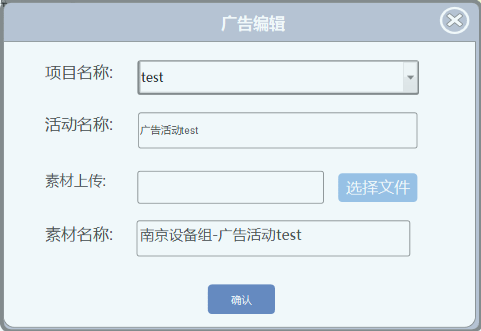 广告编辑
项目名称: test
活动名称: 广告活动test
素材上传: 选择文件
素材名称: 南京设备组-广告活动test
确认